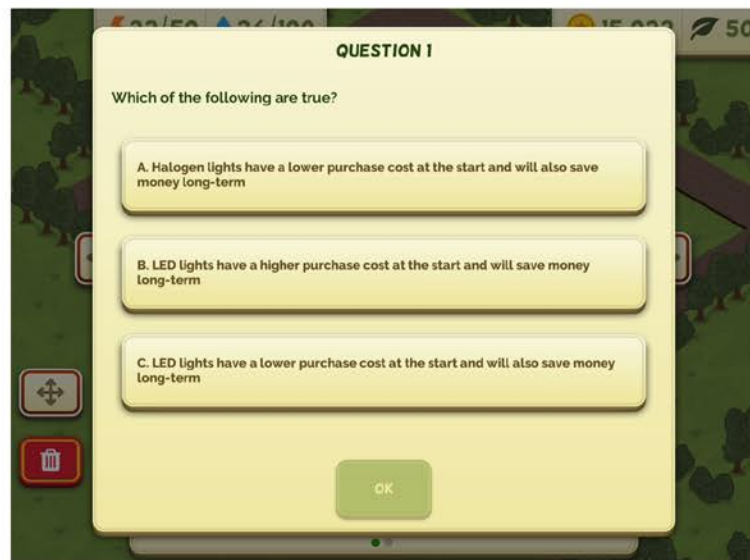 QUESTION 1
Which of the following are true?
A. Halogen lights have a lower purchase cost at the start and will also save
money long-term
B. LED lights have a higher purchase cost at the start and will save money
long-term
C. LED lights have a lower purchase cost at the start and will also save money
long-term
OK